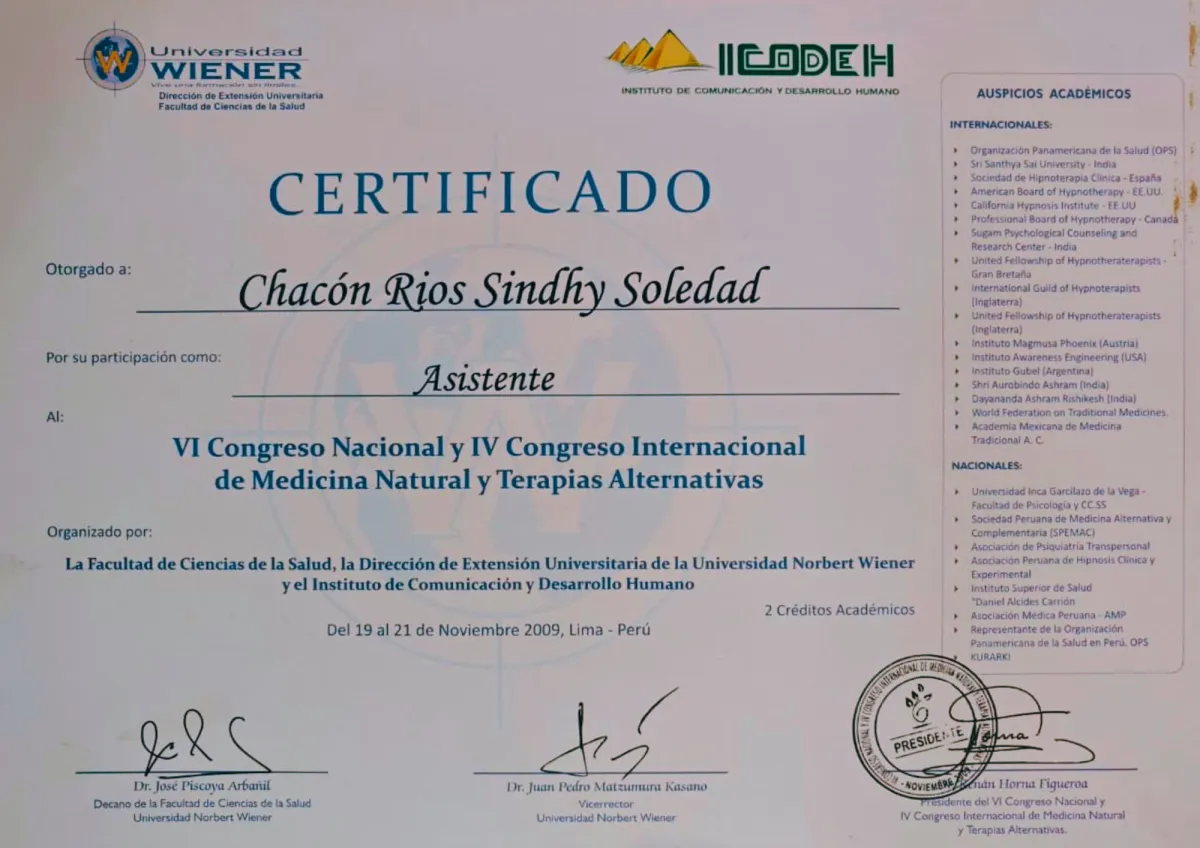 Universidad
WIENER
Dirección de Extensión Universitaria
Facultad de Ciencias de la Salud
ICODEH
INSTITUTO DE COMUNICACIÓN Y DESARROLLO HUMANO
CERTIFICADO
Otorgado a:
Chacón Rios Sindhy Soledad
Por su participación como:
Asistente
Al:
VI Congreso Nacional y IV Congreso Internacional
de Medicina Natural y Terapias Alternativas
Organizado por:
La Facultad de Ciencias de la Salud, la Dirección de Extensión Universitaria de la Universidad Norbert Wiener
y el Instituto de Comunicación y Desarrollo Humano
2 Créditos Académicos
Del 19 al 21 de Noviembre 2009, Lima - Perú
AUSPICIOS ACADÉMICOS
INTERNACIONALES:
Organización Panamericana de la Salud (OPS)
Sri Santhya Sai University - India
Sociedad de Hipnoterapia Clínica - España
American Board of Hypnotherapy - EE.UU.
California Hypnosis Institute - EE.UU
Professional Board of Hypnotherapy - Canada
Sugam Psychological Counseling and
Research Center - India
United Fellowship of Hypnotheraterapists -
Gran Bretaña
International Guild of Hypnoterapists
(Inglaterra)
United Fellowship of Hypnotheraterapists
(Inglaterra)
Instituto Magmusa Phoenix (Austria)
Instituto Awareness Engineering (USA)
Instituto Gubel (Argentina)
Shri Aurobindo Ashram (India)
Dayananda Ashram Rishikesh (India)
World Federation on Traditional Medicines.
Academia Mexicana de Medicina
Tradicional A. C.
NACIONALES:
Universidad Inca Garcilazo de la Vega -
Facultad de Psicología y CC.SS
Sociedad Peruana de Medicina Alternativa y
Complementaria (SPEMAC)
Asociación de Psiquiatría Transpersonal
Asociación Peruana de Hipnosis Clínica y
Experimental
Instituto Superior de Salud
"Daniel Alcides Carrión
Asociación Médica Peruana - AMP
Representante de la Organización
Panamericana de la Salud en Perú. OPS
KURARKI
Dr. José Piscoya Arbañil
Decano de la Facultad de Ciencias de la Salud
Universidad Norbert Wiener
Dr. Juan Pedro Matzumura Kasano
Vicerrector
Universidad Norbert Wiener
PRESIDENTE
NOVIEMBRE
Horna Figueroa
Presidente del VI Congreso Nacional y
IV Congreso Internacional de Medicina Natural
y Terapias Alternativas.